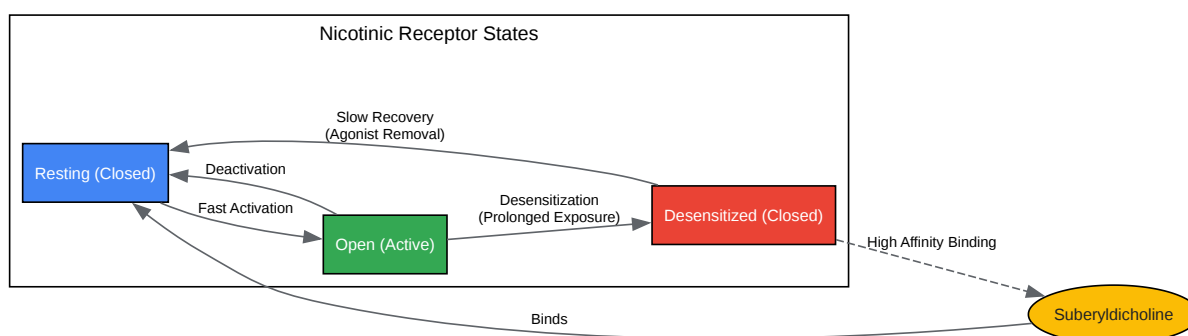 Nicotinic Receptor States
Slow Recovery
(Agonist Removal)
Resting (Closed)
Deactivation
Fast Activation
Desensitization
(Prolonged Exposure)
Desensitized (Closed)
Open (Active)
High Affinity Binding
Binds
Suberyldicholine